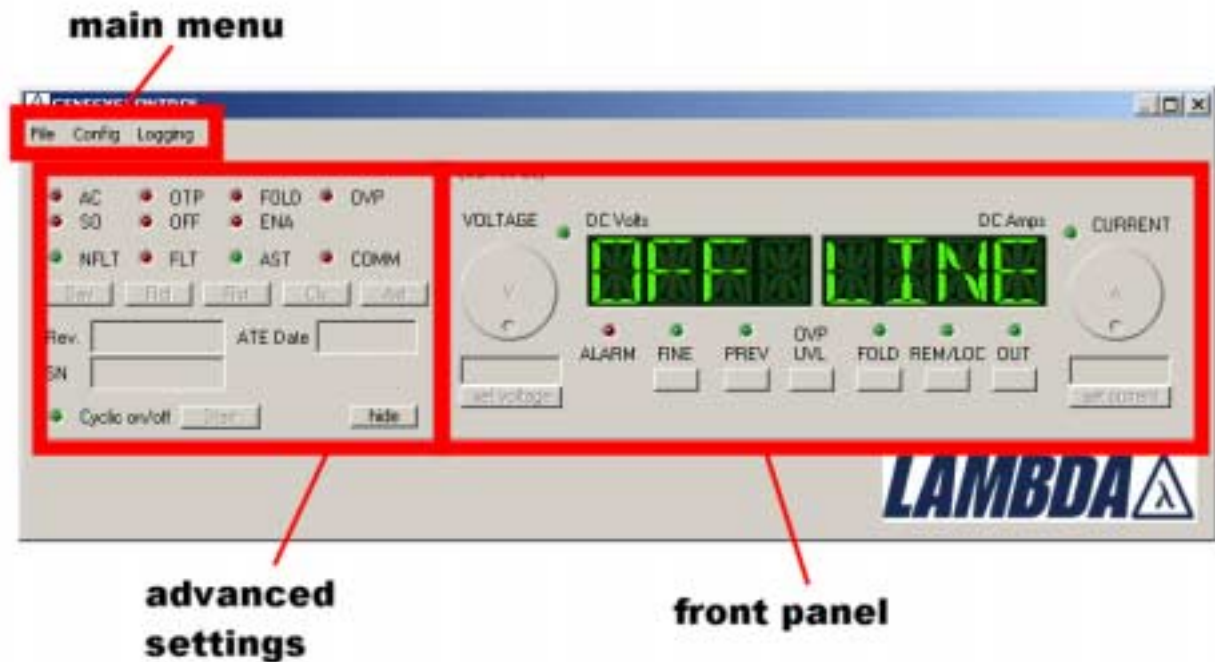 main menu
File Config Logging
AC OTP FOLD OVP
SO OFF ENA
NFLT FLT AST COMM
Rev. ATE Date
SN
Cyclic on/off hide
VOLTAGE DC Volts DC Amps CURRENT
OFF LINE
V A
ALARM FINE PREV OVP UVL FOLD REM/LOC OUT
set voltage set current
LAMBDA λ
advanced settings
front panel